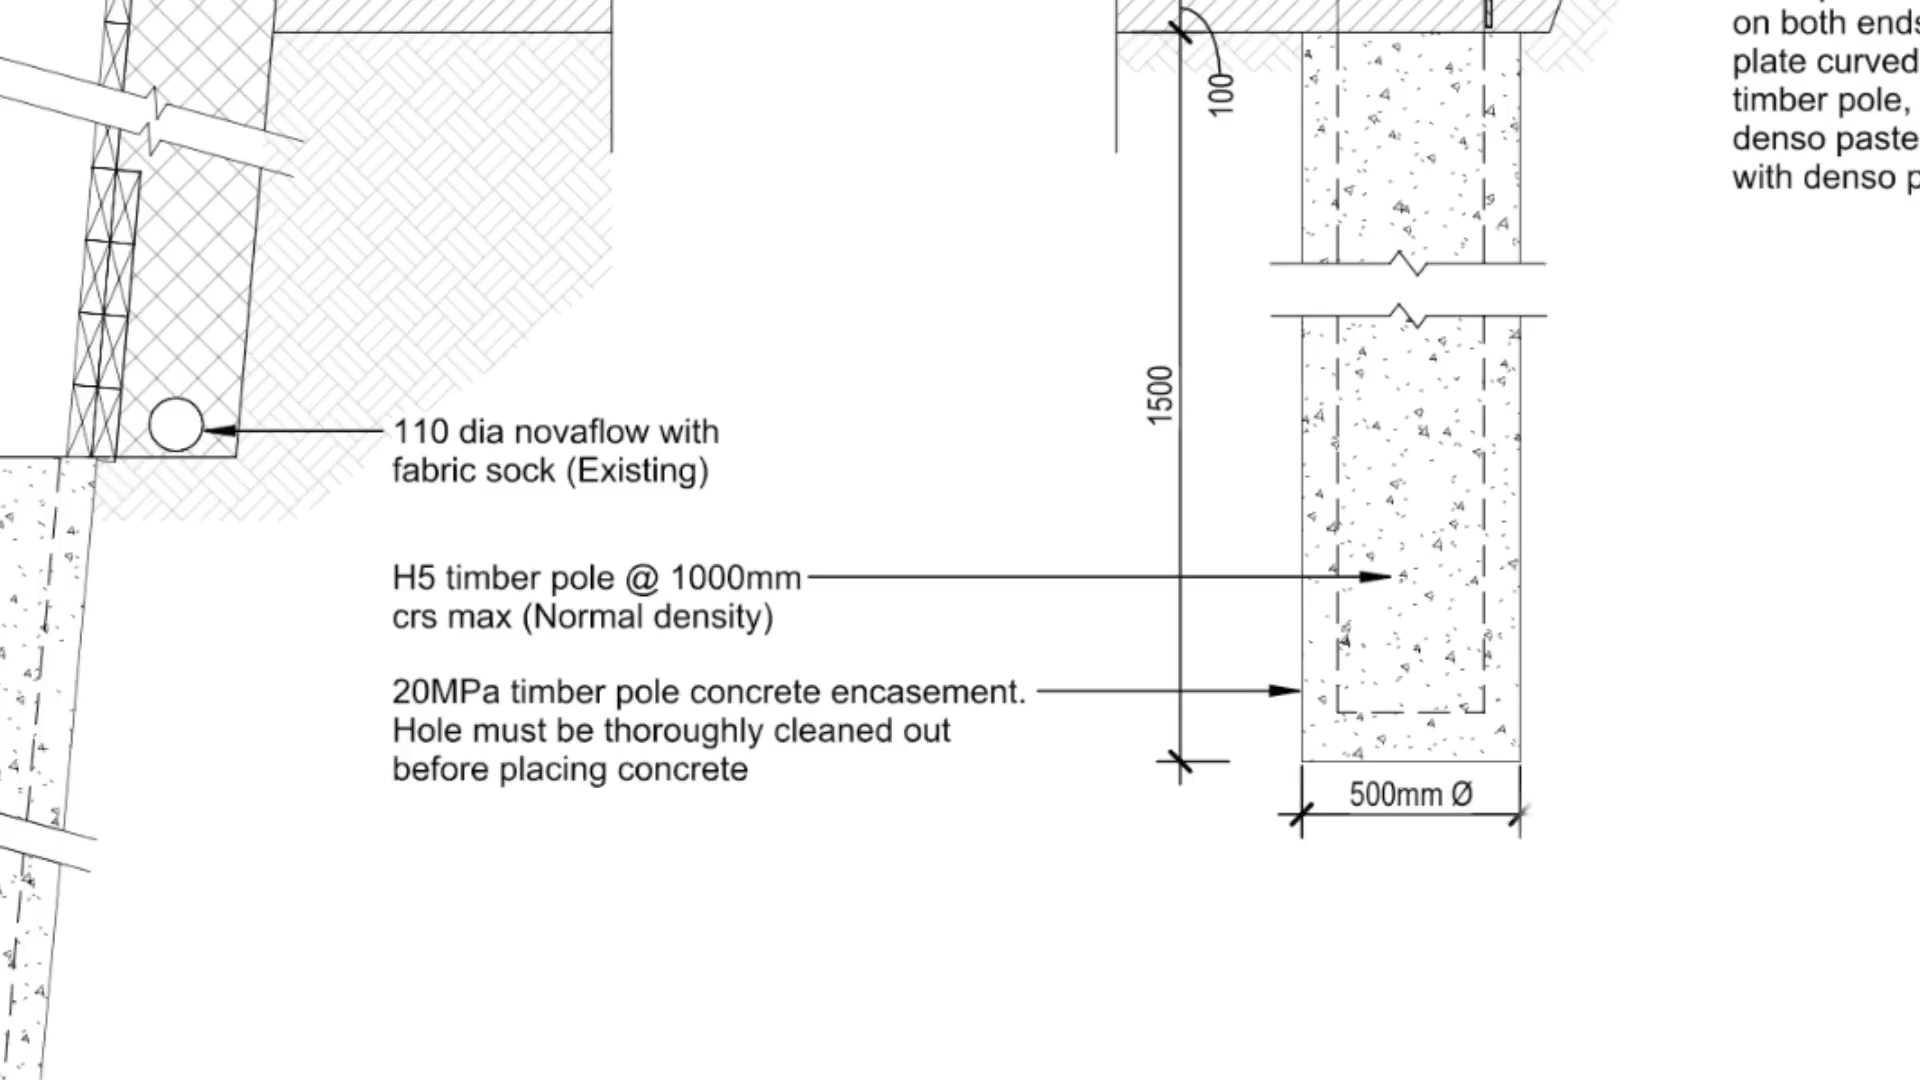 on both ends
plate curved
timber pole,
denso paste
with denso
100
1500
110 dia novaflow with
fabric sock (Existing)
H5 timber pole @ 1000mm
crs max (Normal density)
20MPa timber pole concrete encasement.
Hole must be thoroughly cleaned out
before placing concrete
500mm Ø